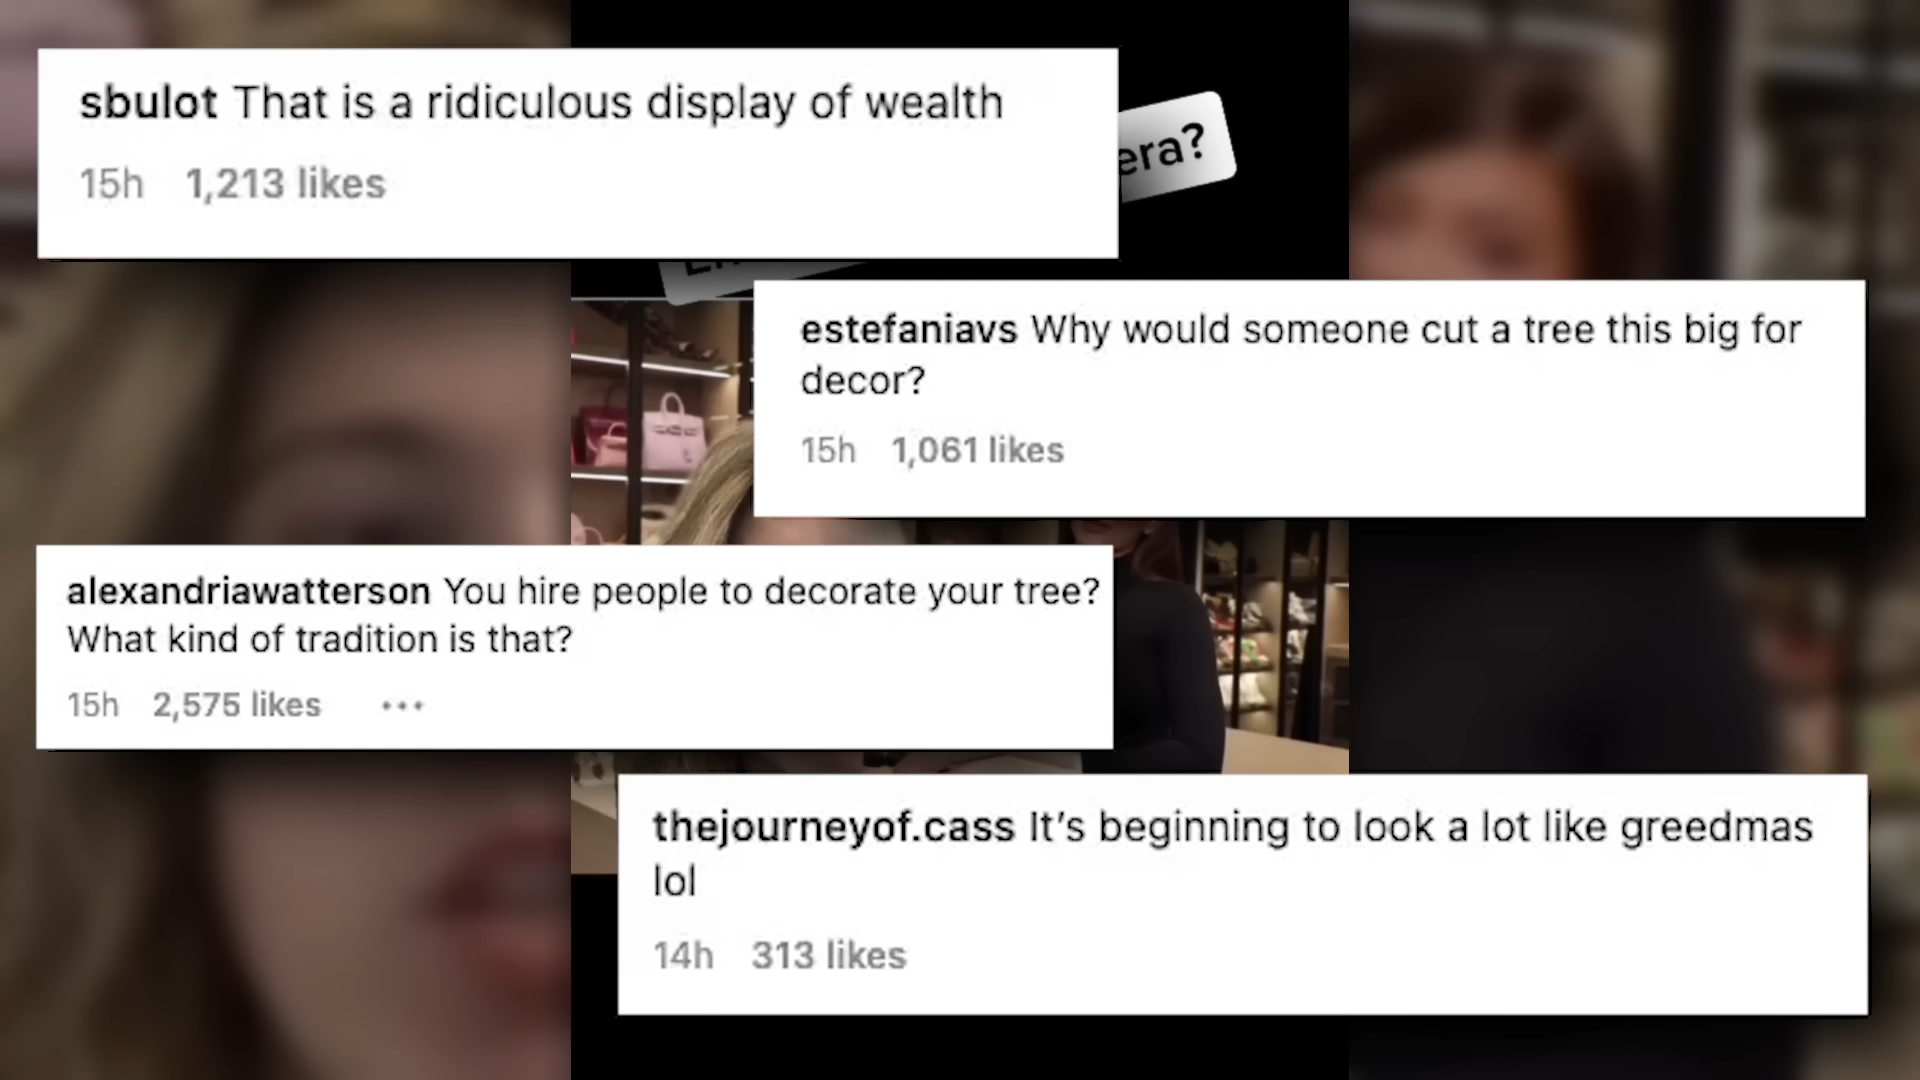 sbulot That is a ridiculous display of wealth
15h 1,213 likes
era?
estefaniavs Why would someone cut a tree this big for
decor?
15h 1,061 likes
alexandriawatterson You hire people to decorate your tree?
What kind of tradition is that?
15h 2,575 likes •••
thejourneyof.cass It's beginning to look a lot like greedmas
lol
14h 313 likes